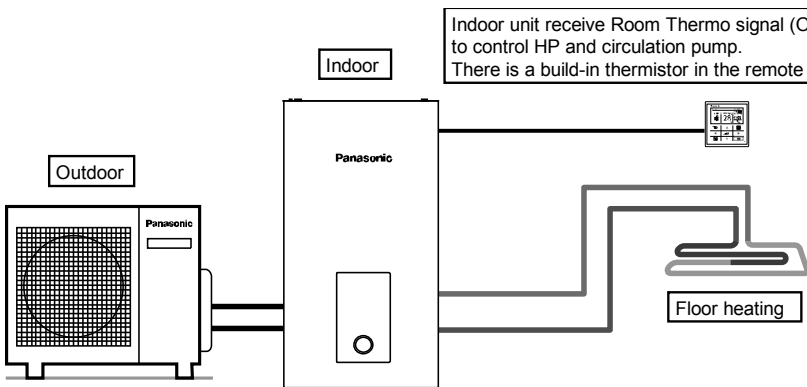 Indoor unit receive Room Thermo signal (O
to control HP and circulation pump.
There is a build-in thermistor in the remote
Indoor
Panasonic
Outdoor
Panasonic
Floor heating